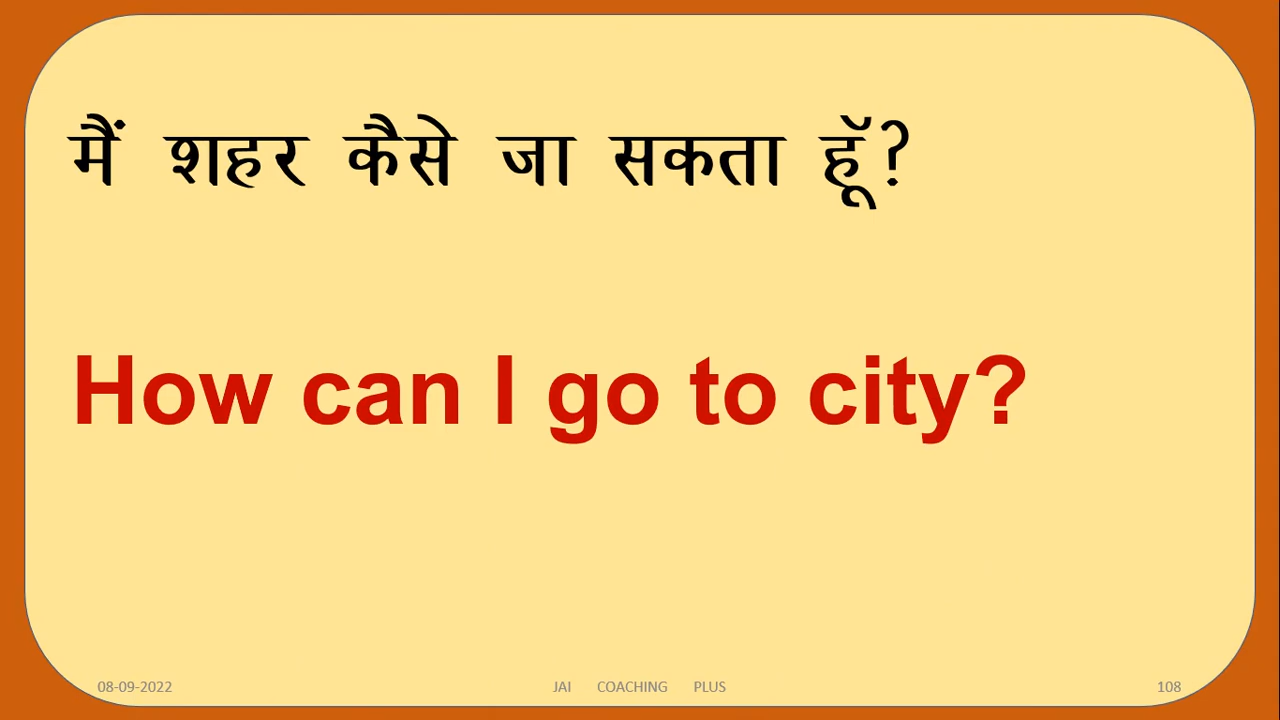 मैं शहर कैसे जा सकता हूॅ?
How can I go to city?
08-09-2022 JAI COACHING PLUS 108